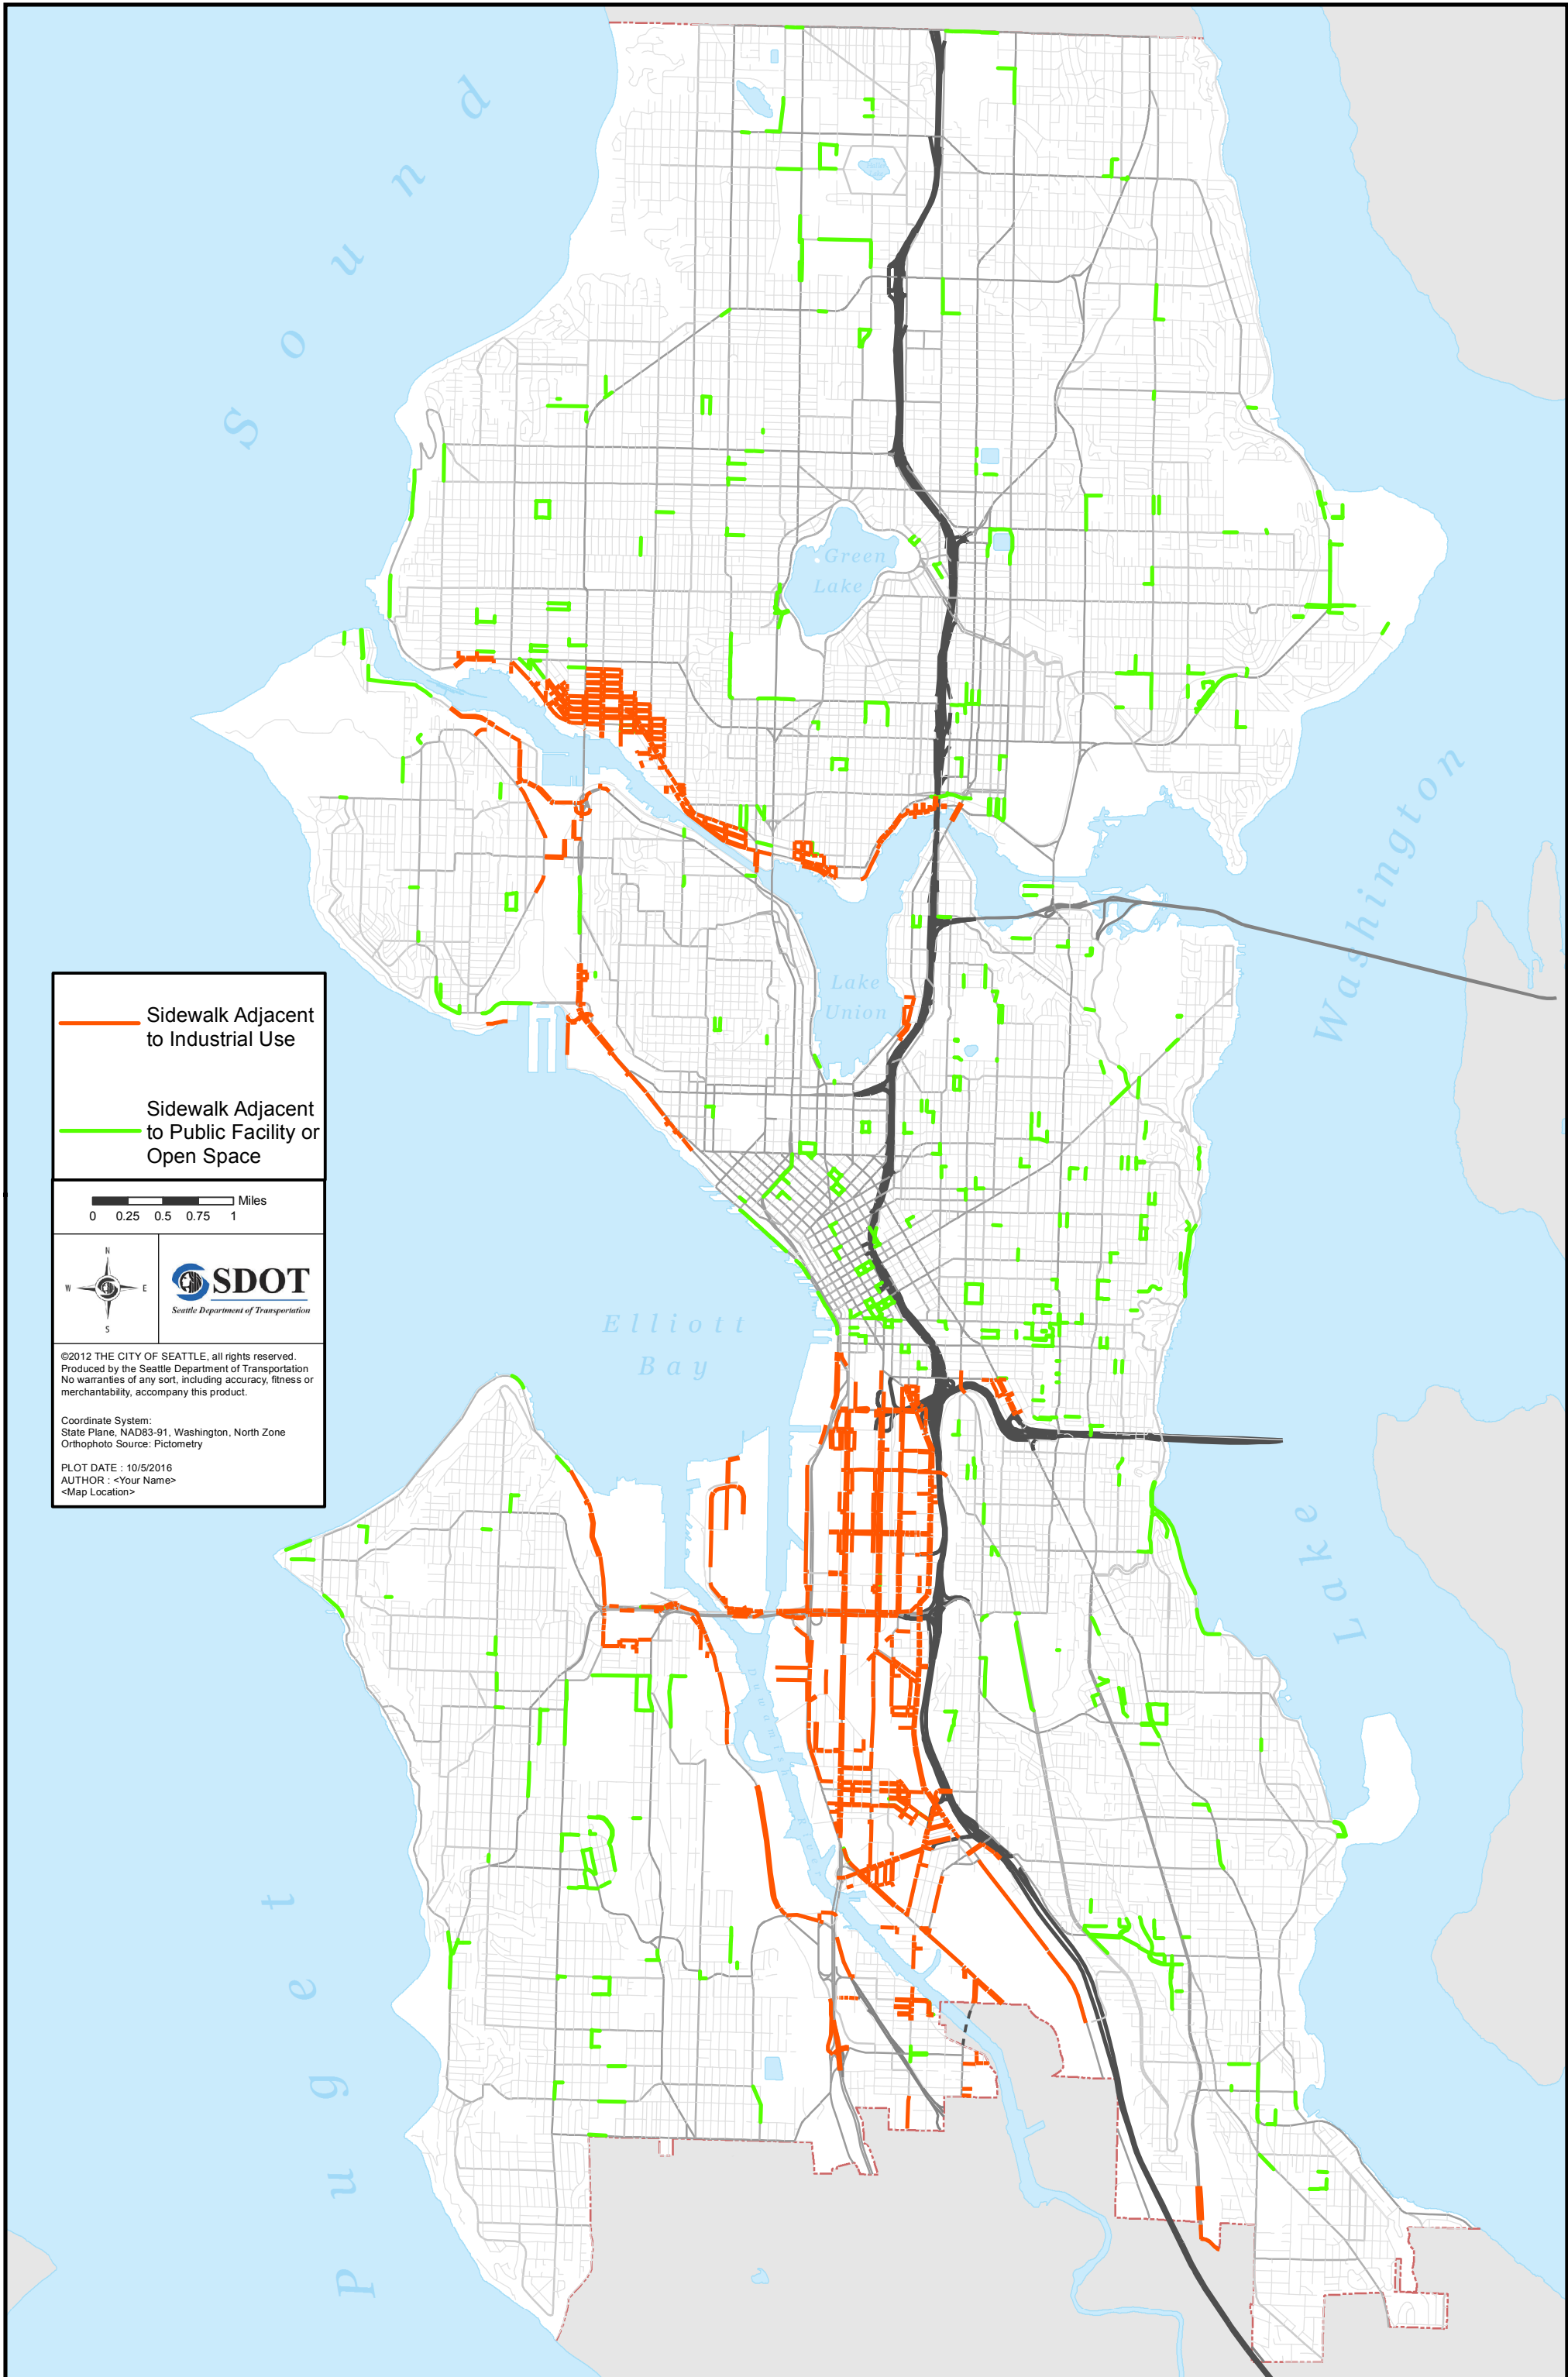 Puget Sound
Green
Lake
Lake
Union
Lake Washington
Elliott
Bay
Duwamish River
Sidewalk Adjacent
to Industrial Use
Sidewalk Adjacent
to Public Facility or
Open Space
Miles
0 0.25 0.5 0.75 1
N
W E
S
SDOT
Seattle Department of Transportation
©2012 THE CITY OF SEATTLE, all rights reserved.
Produced by the Seattle Department of Transportation
No warranties of any sort, including accuracy, fitness or
merchantability, accompany this product.
Coordinate System:
State Plane, NAD83-91, Washington, North Zone
Orthophoto Source: Pictometry
PLOT DATE : 10/5/2016
AUTHOR : <Your Name>
<Map Location>